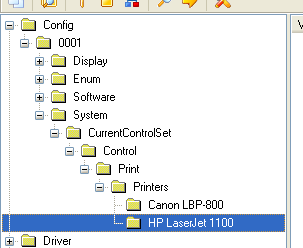 Config
0001
Display
Enum
Software
System
CurrentControlSet
Control
Print
Printers
Canon LBP-800
HP LaserJet 1100
Driver